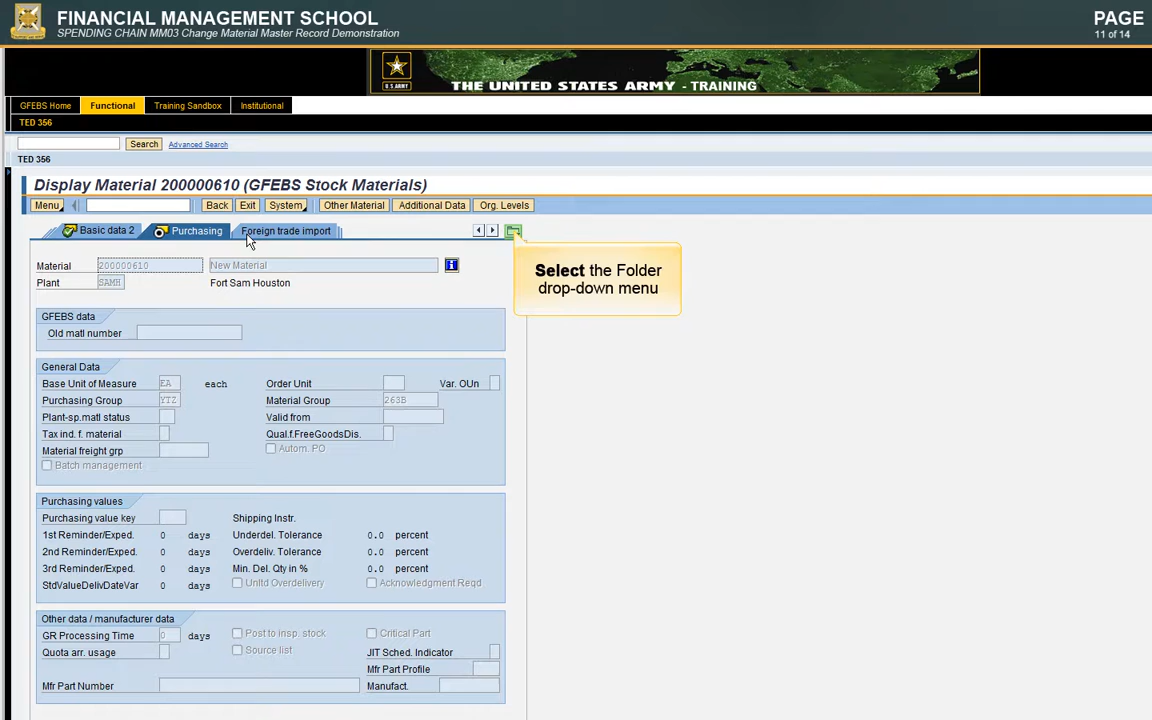 FINANCIAL MANAGEMENT SCHOOL
PAGE
SPENDING CHAIN MM03 Change Material Master Record Demonstration
11 of 14
U.S.ARMY
THE UNITED STATES ARMY - TRAINING
GFEBS Home Functional Training Sandbox Institutional
TED 356
Search Advanced Search
TED 356
Display Material 200000610 (GFEBS Stock Materials)
Menu Back Exit System Other Material Additional Data Org. Levels
Basic data 2 Purchasing Foreign trade import
Select the Folder
drop-down menu
Material 200000610 New Material
Plant SAMH Fort Sam Houston
GFEBS data
Old matl number
General Data
Base Unit of Measure EA each Order Unit Var. OUn
Purchasing Group YTZ Material Group 263B
Plant-sp.matl status Valid from
Tax ind. f. material Qual.f.FreeGoodsDis.
Material freight grp Autom. PO
Batch management
Purchasing values
Purchasing value key Shipping Instr.
1st Reminder/Exped. 0 days Underdel. Tolerance 0.0 percent
2nd Reminder/Exped. 0 days Overdeliv. Tolerance 0.0 percent
3rd Reminder/Exped. 0 days Min. Del. Qty in % 0.0 percent
StdValueDelivDateVar 0 days Unltd Overdelivery Acknowledgment Reqd
Other data / manufacturer data
GR Processing Time 0 days Post to insp. stock Critical Part
Quota arr. usage Source list JIT Sched. Indicator
Mfr Part Profile
Mfr Part Number Manufact.